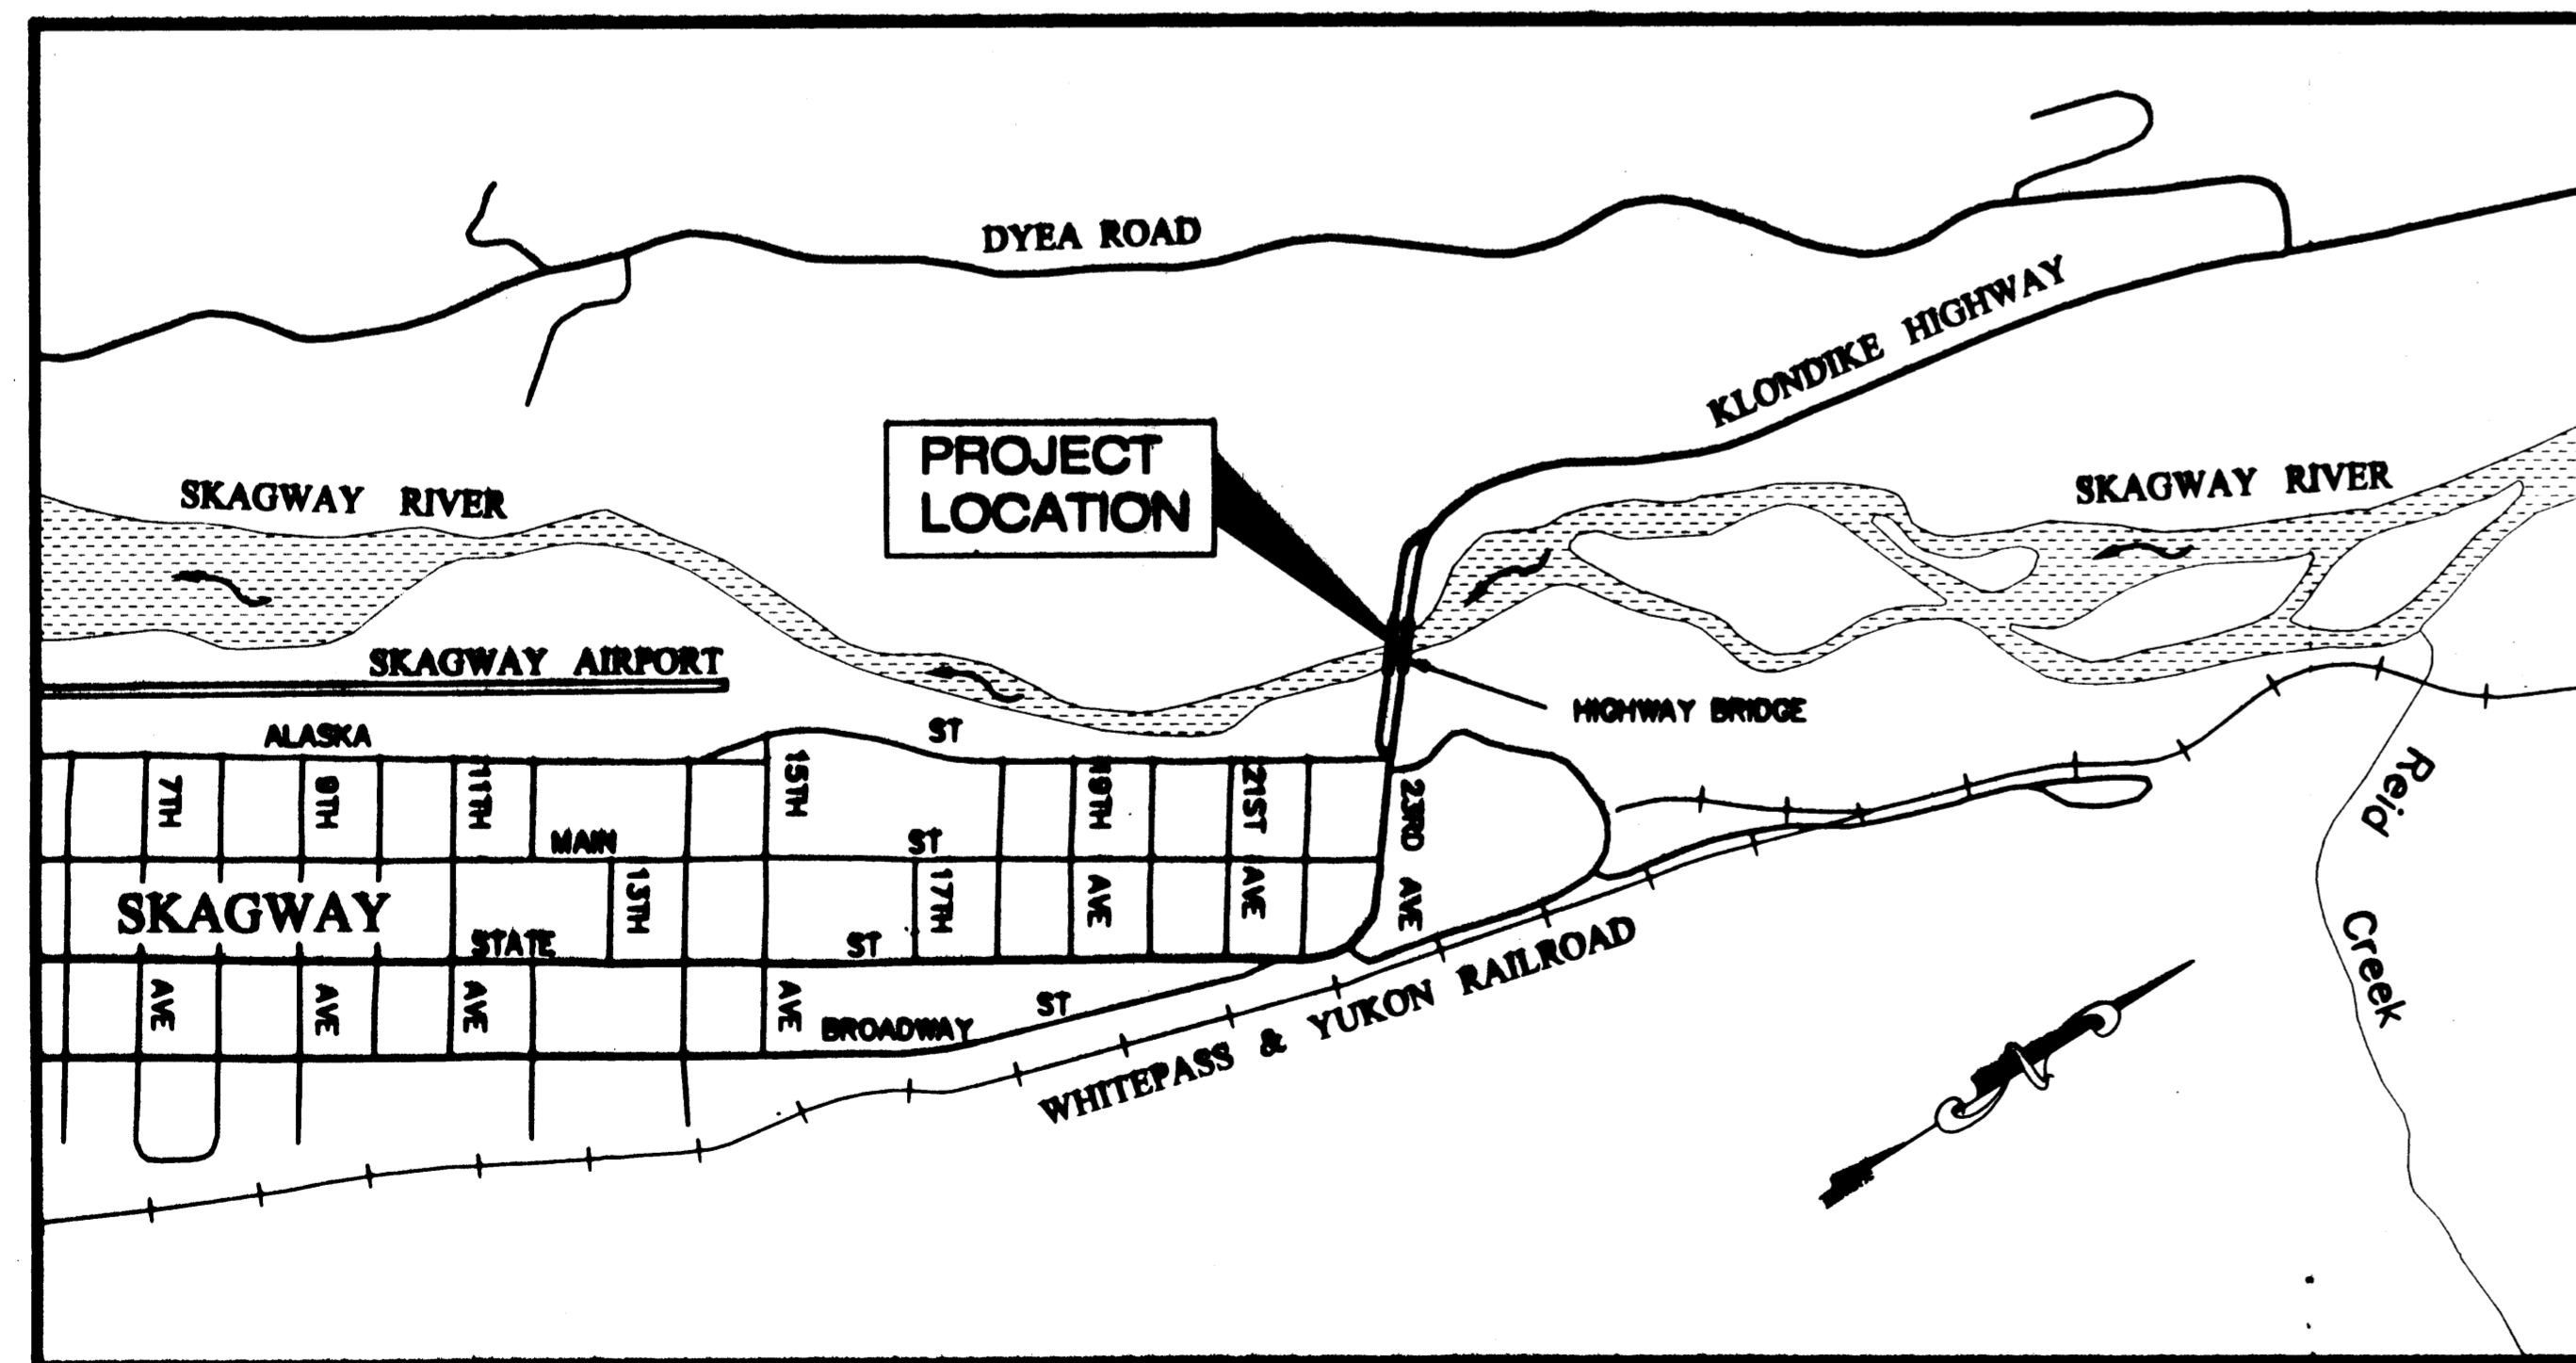 DYEA ROAD
KLONDIKE HIGHWAY
PROJECT
LOCATION
SKAGWAY RIVER
SKAGWAY RIVER
SKAGWAY AIRPORT
HIGHWAY BRIDGE
ALASKA ST
7TH AVE
9TH AVE
11TH AVE
15TH AVE
19TH AVE
21ST AVE
23RD AVE
MAIN ST
13TH
17TH
SKAGWAY
STATE ST
BROADWAY ST
WHITEPASS & YUKON RAILROAD
Reid Creek